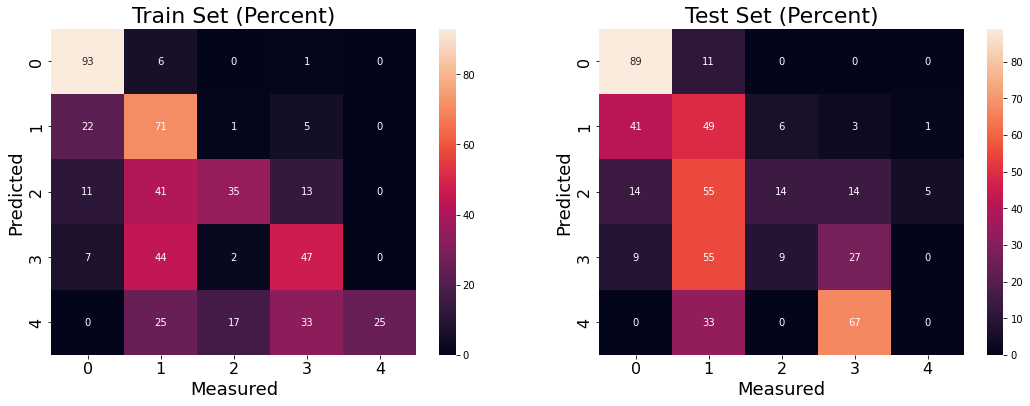 Train Set (Percent)
0 93 6 0 1 0
1 22 71 1 5 0
2 11 41 35 13 0
3 7 44 2 47 0
4 0 25 17 33 25
0 1 2 3 4
Measured
Predicted
80
60
40
20
0
Test Set (Percent)
0 89 11 0 0 0
1 41 49 6 3 1
2 14 55 14 14 5
3 9 55 9 27 0
4 0 33 0 67 0
0 1 2 3 4
Measured
Predicted
80
70
60
50
40
30
20
10
0